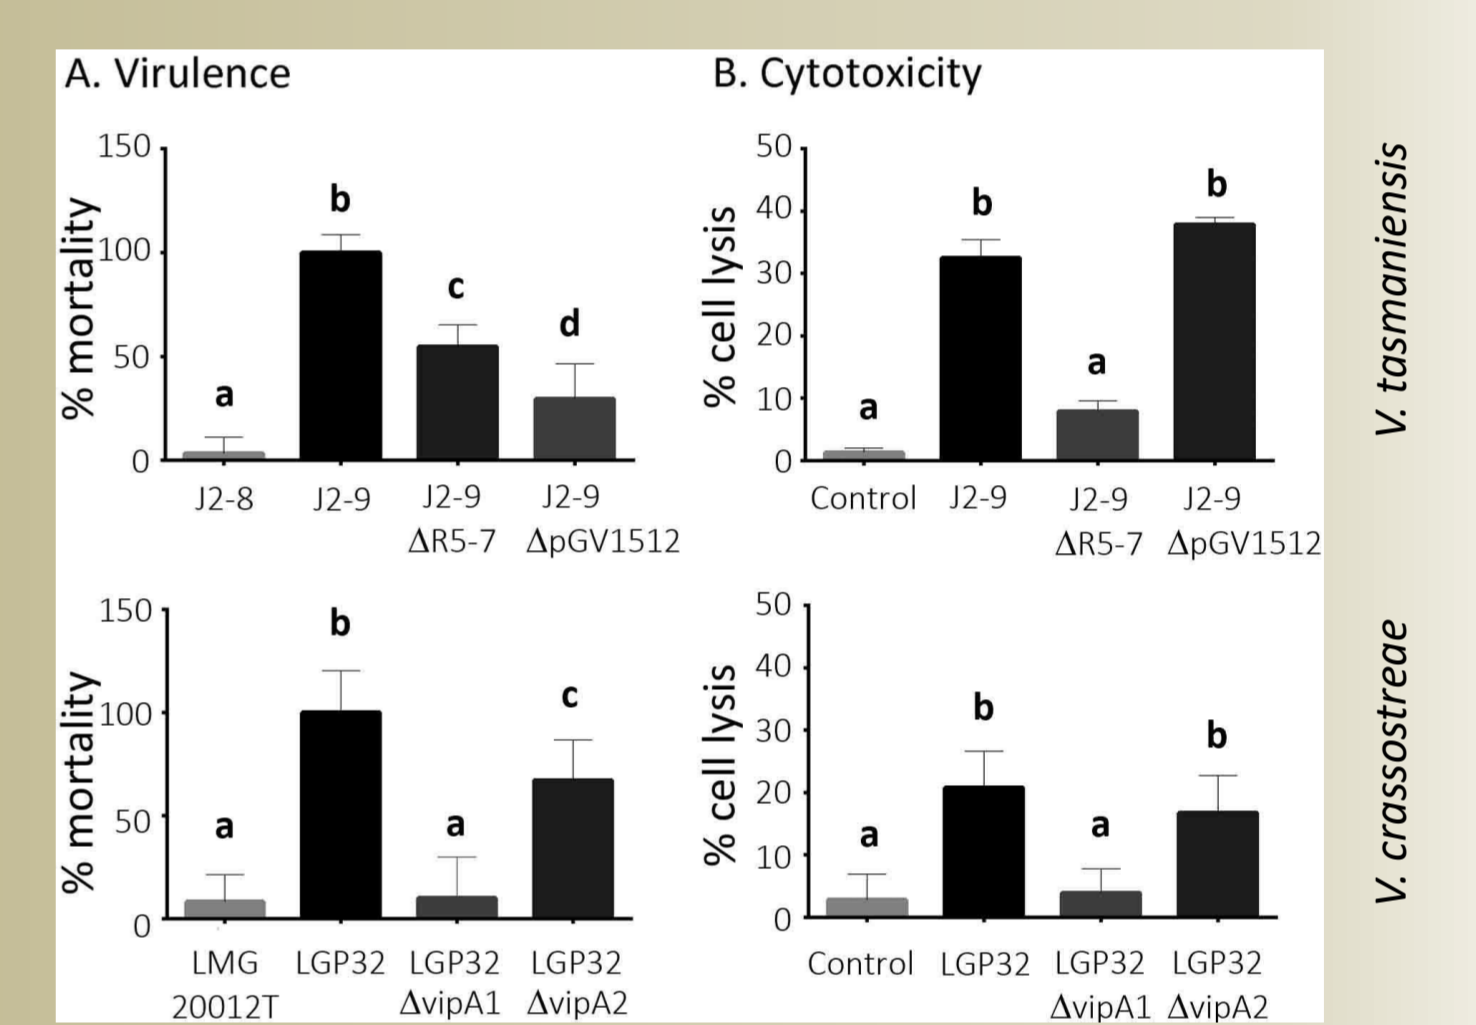 A. Virulence
B. Cytotoxicity
% mortality
150
100
50
0
a
b
c
d
J2-8
J2-9
J2-9
ΔR5-7
J2-9
ΔpGV1512
% cell lysis
50
40
30
20
10
0
a
b
a
b
Control
J2-9
J2-9
ΔR5-7
J2-9
ΔpGV1512
V. tasmaniensis
% mortality
150
100
50
0
a
b
a
c
LMG
20012T
LGP32
LGP32
ΔvipA1
LGP32
ΔvipA2
% cell lysis
50
40
30
20
10
0
a
b
a
b
Control
LGP32
LGP32
ΔvipA1
LGP32
ΔvipA2
V. crassostreae